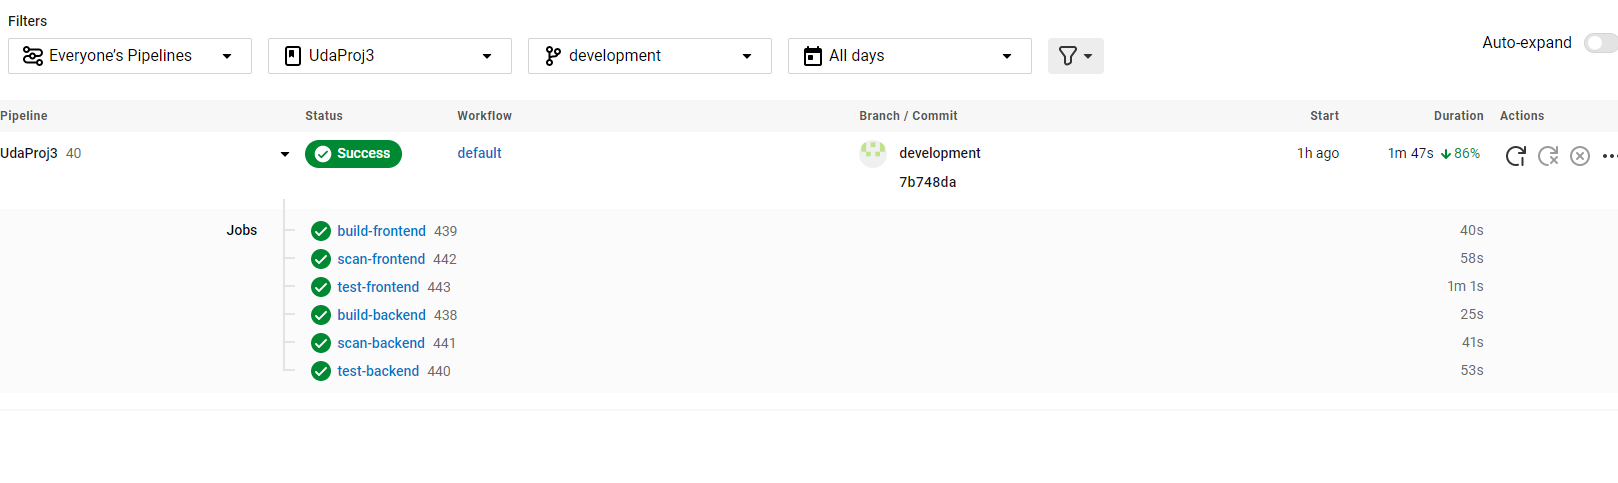 Filters
Everyone's Pipelines UdaProj3 development All days Auto-expand
Pipeline Status Workflow Branch / Commit Start Duration Actions
UdaProj3 40 Success default development 1h ago 1m 47s 86%
7b748da
Jobs build-frontend 439 40s
scan-frontend 442 58s
test-frontend 443 1m 1s
build-backend 438 25s
scan-backend 441 41s
test-backend 440 53s